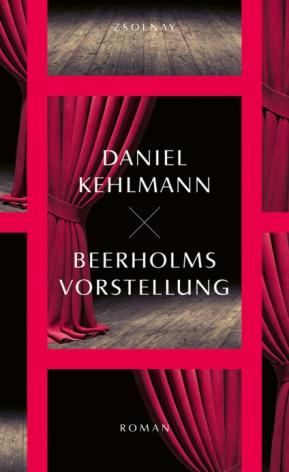 ZSOLNAY
DANIEL
KEHLMANN
BEERHOLMS
VORSTELLUNG
ROMAN